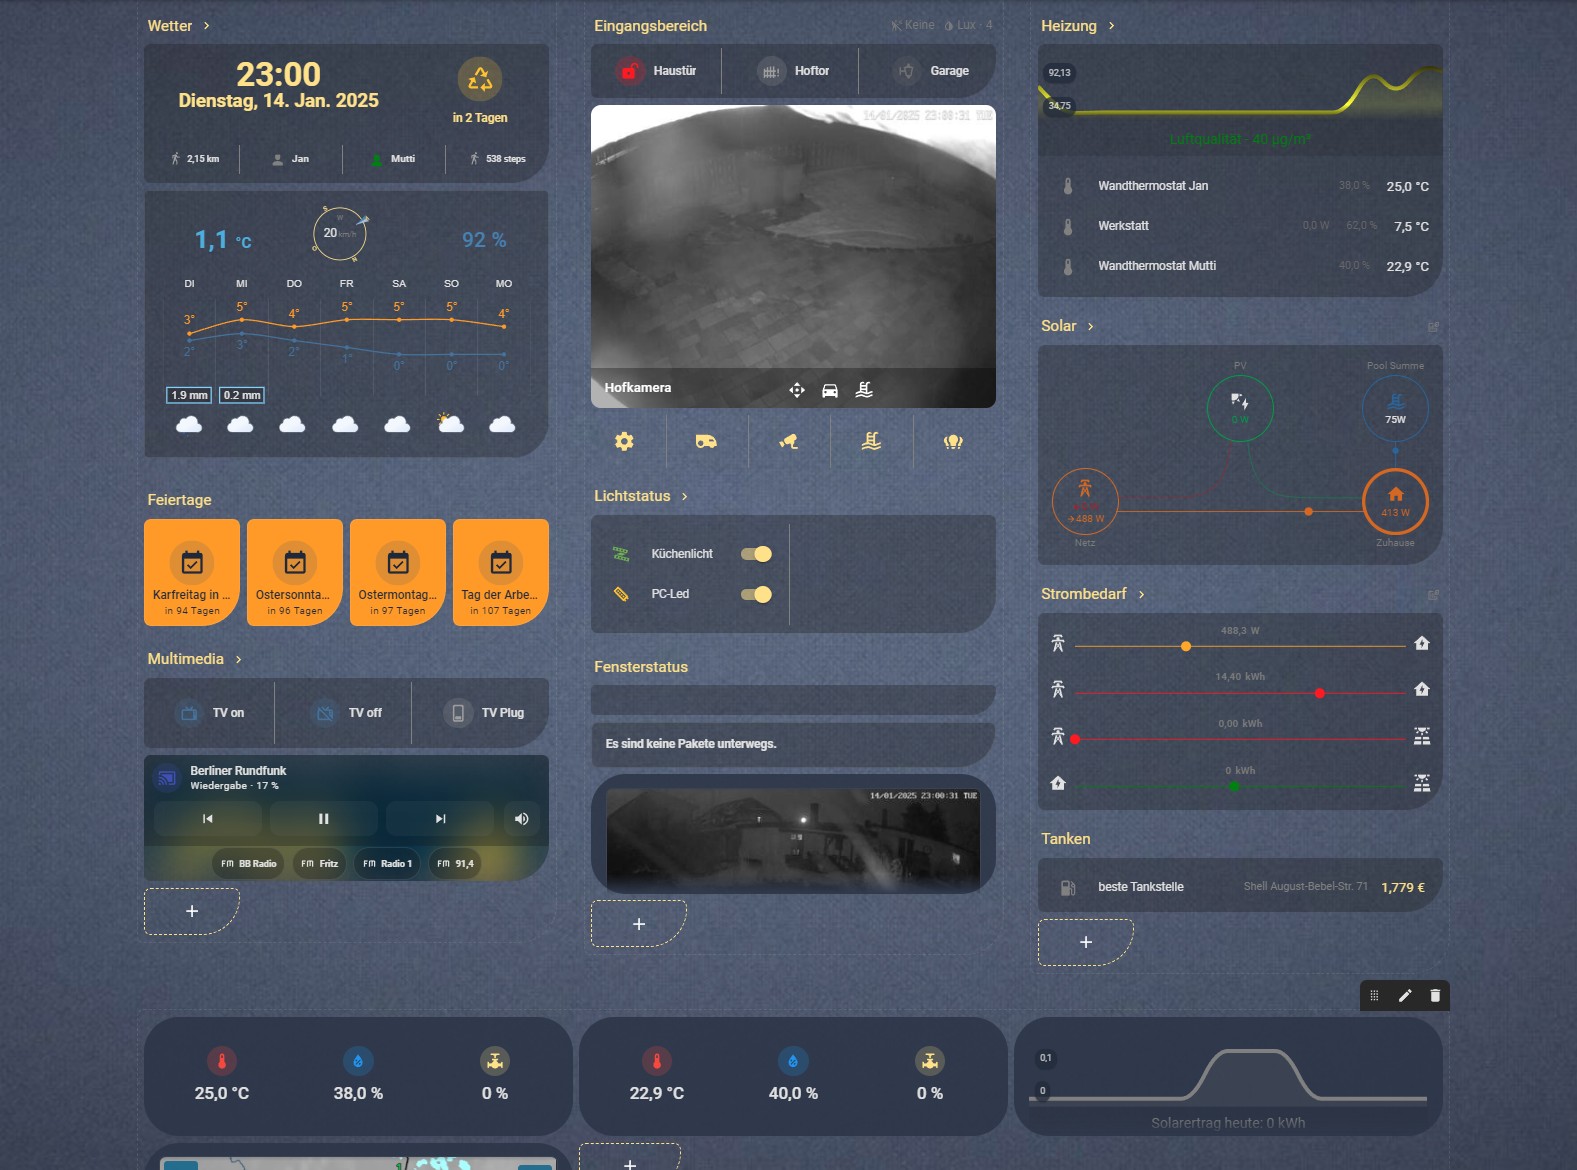 Wetter
23:00
Dienstag, 14. Jan. 2025
in 2 Tagen
2,15 km
Jan
Mutti
538 steps
1,1 °C
W
20 km/h
S
O
N
92 %
DI MI DO FR SA SO MO
3° 5° 4° 5° 5° 5° 4°
2° 3° 2° 1° 0° 0° 0°
1.9 mm
0.2 mm
Feiertage
Karfreitag in ...
in 94 Tagen
Ostersonnta...
in 96 Tagen
Ostermontag...
in 97 Tagen
Tag der Arbe...
in 107 Tagen
Multimedia
TV on
TV off
TV Plug
Berliner Rundfunk
Wiedergabe · 17 %
FM BB Radio
FM Fritz
FM Radio 1
FM 91,4
Eingangsbereich
Keine
Lux · 4
Haustür
Hoftor
Garage
14/01/2025 23:00:31 TUE
Hofkamera
Lichtstatus
Küchenlicht
PC-Led
Fensterstatus
Es sind keine Pakete unterwegs.
14/01/2025 23:00:31 TUE
Heizung
92,13
34,75
Luftqualität · 40 µg/m³
Wandthermostat Jan 38,0 % 25,0 °C
Werkstatt 0,0 W 62,0 % 7,5 °C
Wandthermostat Mutti 40,0 % 22,9 °C
Solar
PV
0 W
Pool Summe
75W
488 W
Netz
413 W
Zuhause
Strombedarf
488,3 W
14,40 kWh
0,00 kWh
0 kWh
Tanken
beste Tankstelle Shell August-Bebel-Str. 71 1,779 €
25,0 °C
38,0 %
0 %
22,9 °C
40,0 %
0 %
0,1
0
Solarertrag heute: 0 kWh